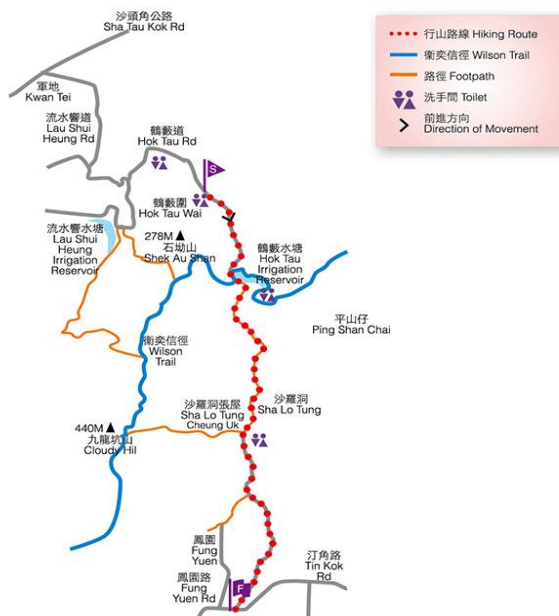 沙頭角公路
Sha Tau Kok Rd
行山路線 Hiking Route
衞奕信徑 Wilson Trail
路徑 Footpath
洗手間 Toilet
前進方向
Direction of Movement
軍地
Kwan Tei
流水響道
Lau Shui
Heung Rd
鶴藪道
Hok Tau Rd
S
鶴藪圍
Hok Tau Wai
流水響水塘
Lau Shui
Heung
Irrigation
Reservoir
278M
石坳山
Shek Au Shan
鶴藪水塘
Hok Tau
Irrigation
Reservoir
平山仔
Ping Shan Chai
衞奕信徑
Wilson
Trail
沙羅洞張屋
Sha Lo Tung
Cheung Uk
沙羅洞
Sha Lo Tung
440M
九龍坑山
Cloudy Hil
鳳園
Fung
Yuen
鳳園路
Fung
Yuen Rd
F
汀角路
Tin Kok
Rd